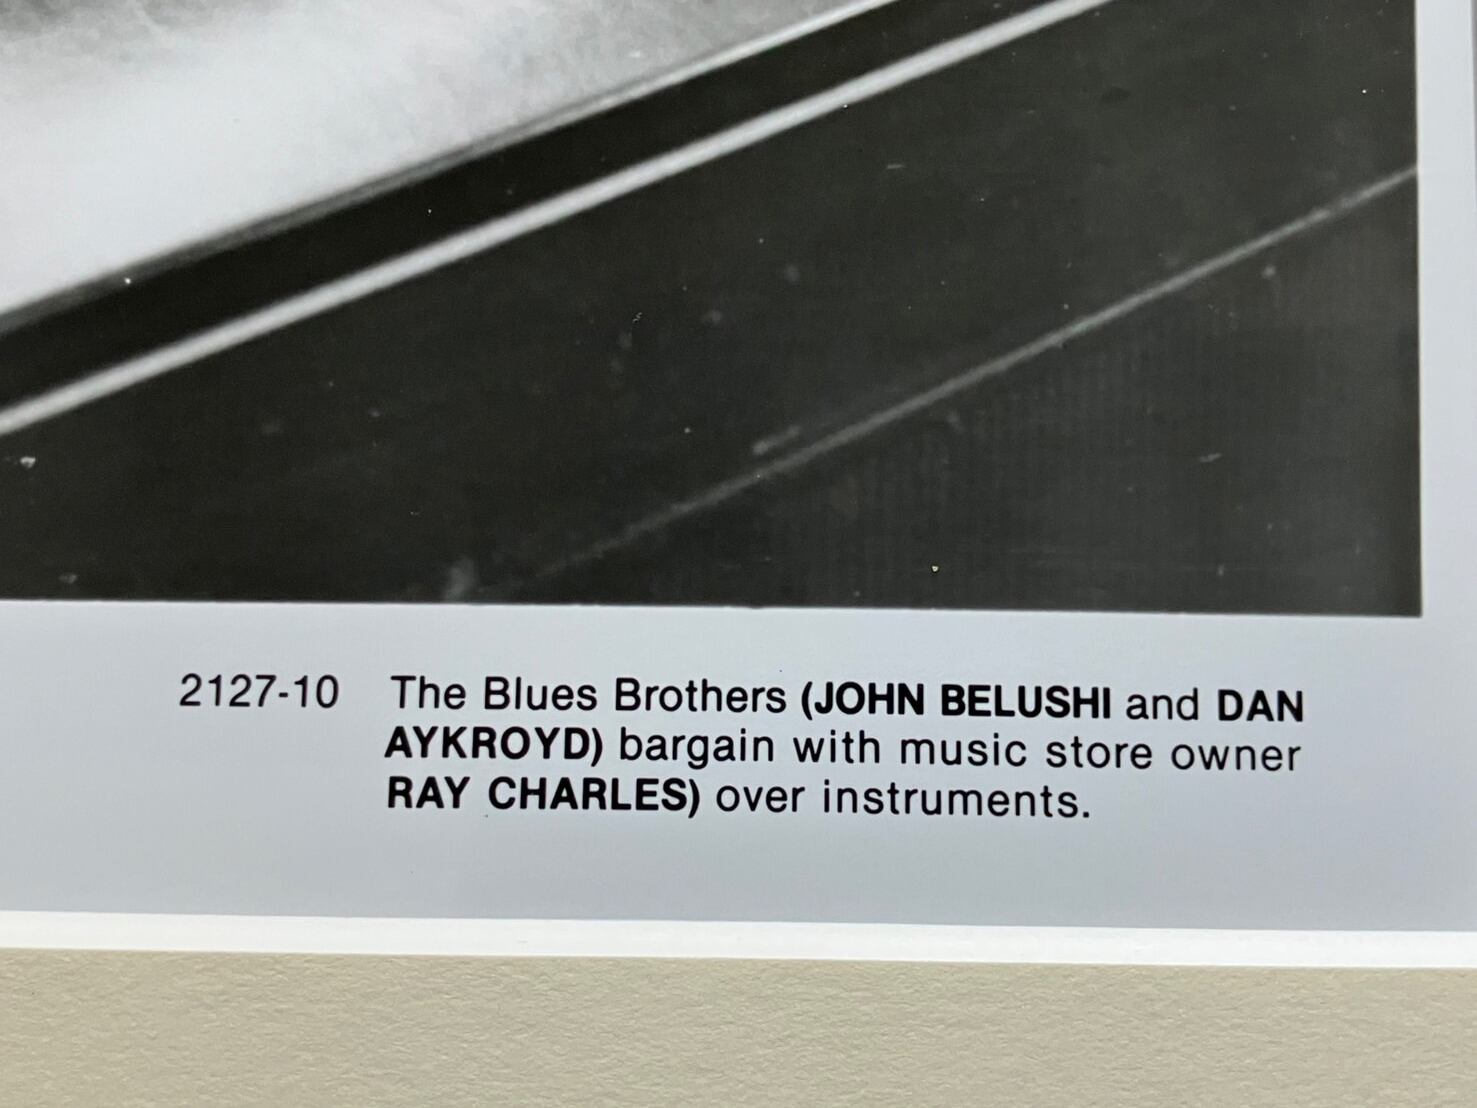 2127-10 The Blues Brothers (JOHN BELUSHI and DAN
AYKROYD) bargain with music store owner
RAY CHARLES) over instruments.